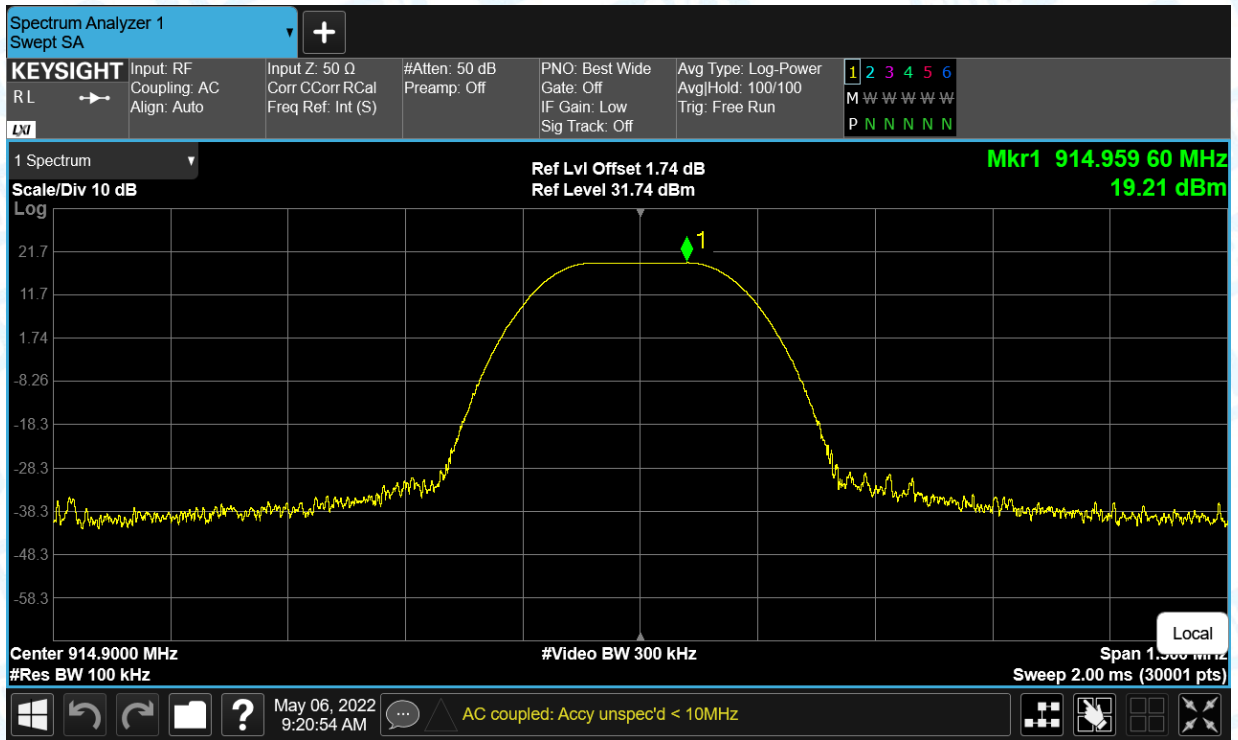 Spectrum Analyzer 1
Swept SA
+
KEYSIGHT Input: RF Input Z: 50 Ω #Atten: 50 dB PNO: Best Wide Avg Type: Log-Power 1 2 3 4 5 6
R L Coupling: AC Corr CCorr RCal Preamp: Off Gate: Off Avg|Hold: 100/100 M W W W W W
Align: Auto Freq Ref: Int (S) IF Gain: Low Trig: Free Run
LXI Sig Track: Off P N N N N N
1 Spectrum Ref Lvl Offset 1.74 dB Mkr1 914.959 60 MHz
Scale/Div 10 dB Ref Level 31.74 dBm 19.21 dBm
Log
1
21.7
11.7
1.74
-8.26
-18.3
-28.3
-38.3
-48.3
-58.3
Local
Center 914.9000 MHz #Video BW 300 kHz Span
#Res BW 100 kHz Sweep 2.00 ms (30001 pts)
? May 06, 2022 AC coupled: Accy unspec'd < 10MHz
9:20:54 AM